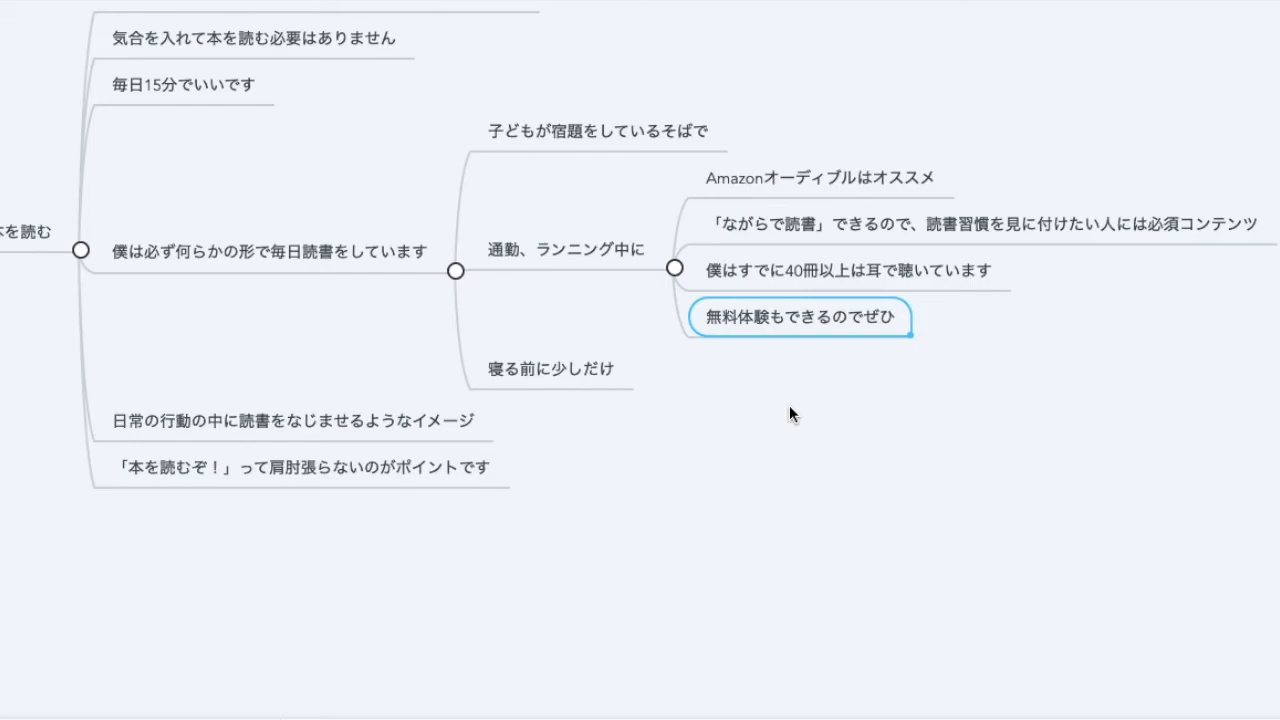 気合を入れて本を読む必要はありません
毎日15分でいいです
を読む
僕は必ず何らかの形で毎日読書をしています
子どもが宿題をしているそばで
通勤、ランニング中に
Amazonオーディブルはオススメ
「ながらで読書」できるので、読書習慣を見に付けたい人には必須コンテンツ
僕はすでに40冊以上は耳で聴いています
無料体験もできるのでぜひ
寝る前に少しだけ
日常の行動の中に読書をなじませるようなイメージ
「本を読むぞ！」って肩肘張らないのがポイントです